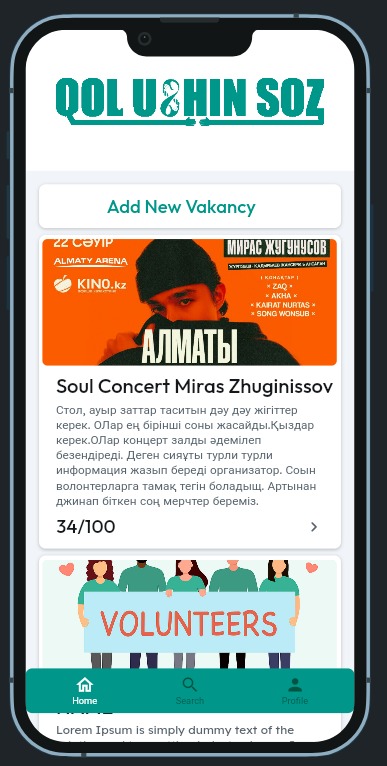 QOL USHIN SOZ
Add New Vakancy
22 СӘУІР
ALMATY ARENA
KINO.kz
МИРАС ЖУГУНУСОВ
( ҚОНАҚТАР )
× ZAQ ×
× AKHA ×
× KAIRAT NURTAS ×
× SONG WONSUB ×
АЛМАТЫ
Soul Concert Miras Zhuginissov
Стол, ауыр заттар таситын дәу дәу жігіттер
керек. ОЛар ең бірінші соны жасайды.Қыздар
керек.ОЛар концерт залды әдемілеп
безендіреді. Деген сияқты турли турли
информация жазып береді организатор. Соын
волонтерларга тамақ тегін боладыщ. Артынан
джинап біткен соң мерчтер береміз.
34/100
VOLUNTEERS
Home
Search
Profile
Lorem Ipsum is simply dummy text of the